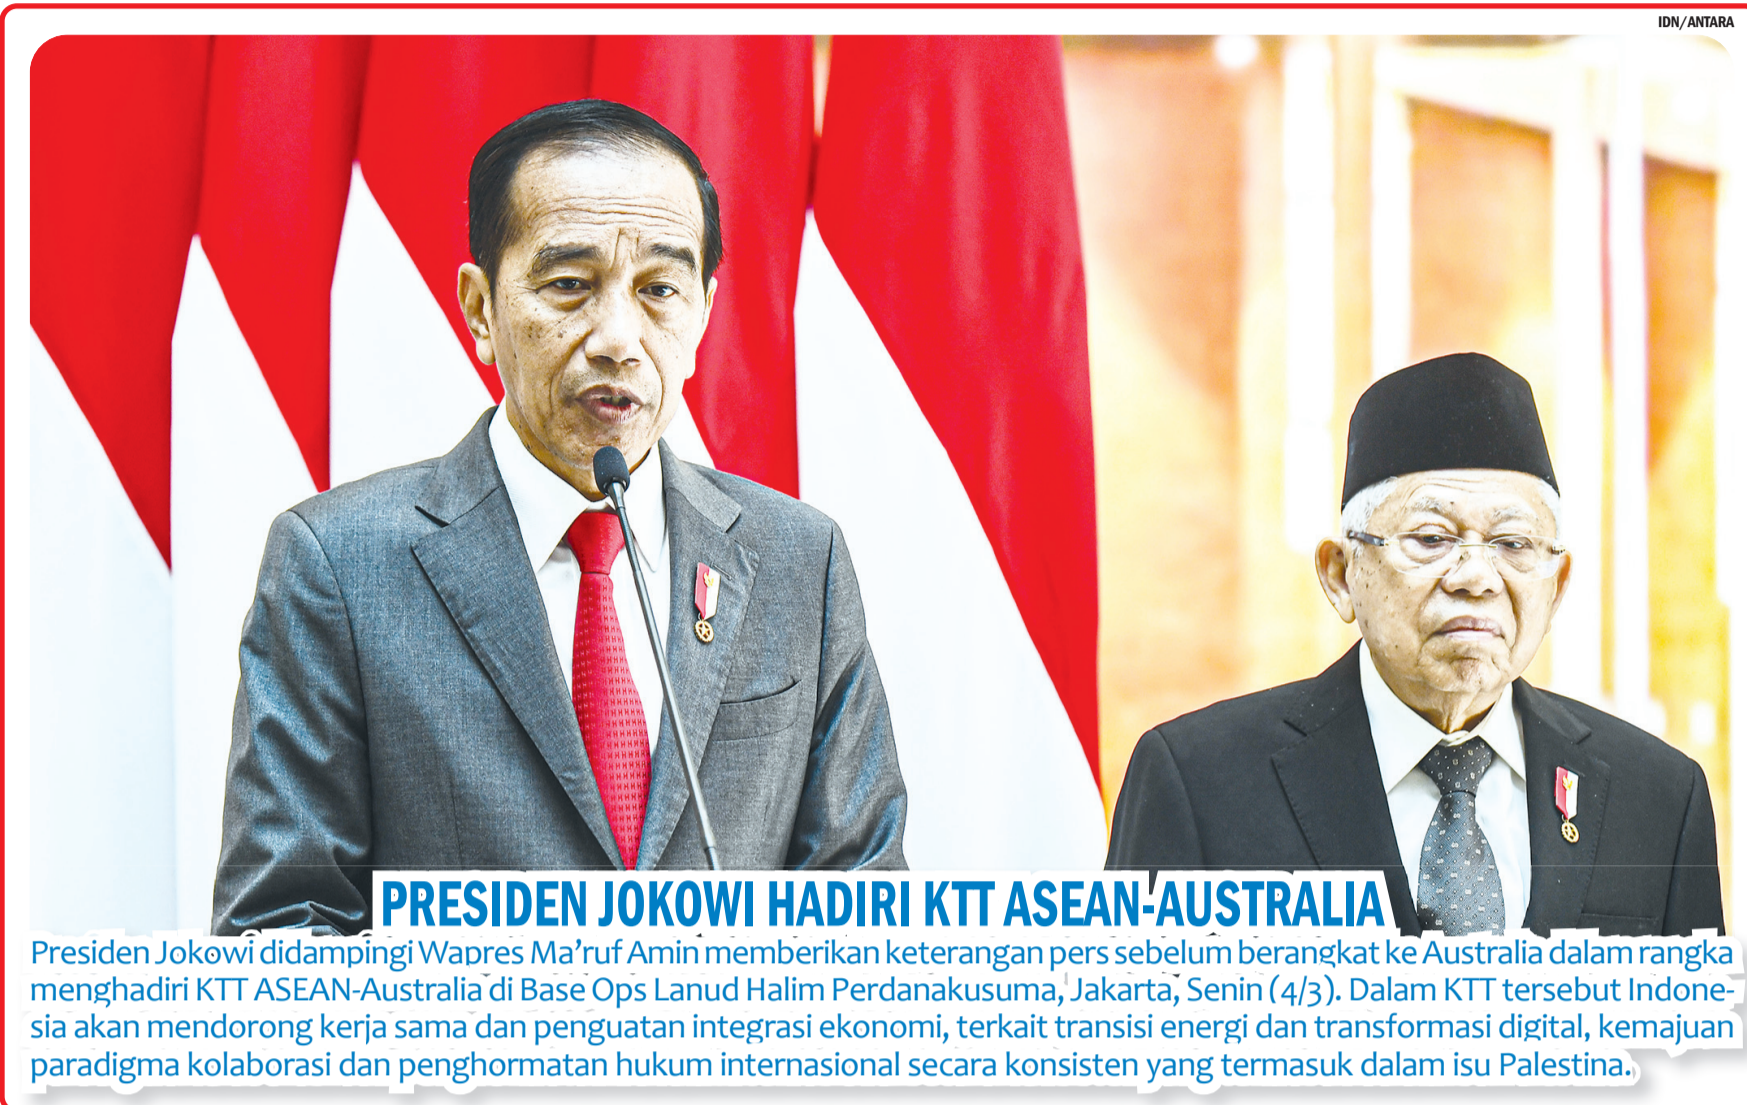 IDN/ANTARA
PRESIDEN JOKOWI HADIRI KTT ASEAN-AUSTRALIA
Presiden Jokowi didampingi Wapres Ma’ruf Amin memberikan keterangan pers sebelum berangkat ke Australia dalam rangka
menghadiri KTT ASEAN-Australia di Base Ops Lanud Halim Perdanakusuma, Jakarta, Senin (4/3). Dalam KTT tersebut Indone-
sia akan mendorong kerja sama dan penguatan integrasi ekonomi, terkait transisi energi dan transformasi digital, kemajuan
paradigma kolaborasi dan penghormatan hukum internasional secara konsisten yang termasuk dalam isu Palestina.